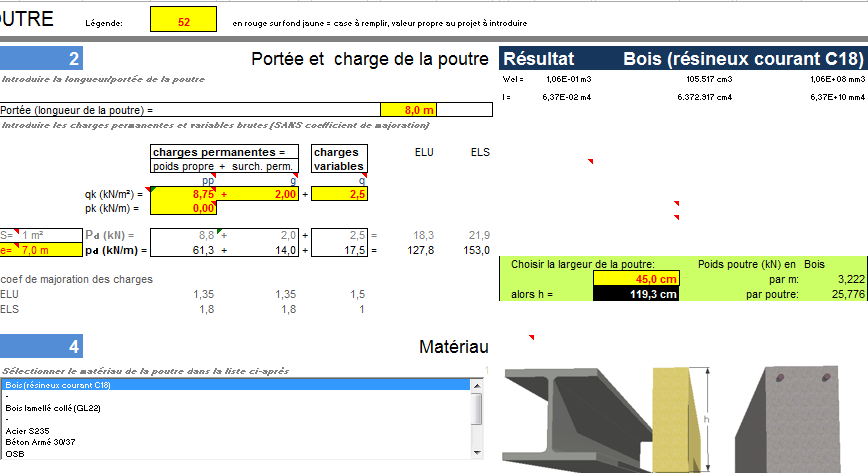 OUTRE
Légende: 52 en rouge sur fond jaune = case à remplir, valeur propre au projet à introduire
2 Portée et charge de la poutre
Introduire la longueur/portée de la poutre
Portée (longueur de la poutre) = 8,0 m
Introduire les charges permanentes et variables brutes (SANS coefficient de majoration)
charges permanentes = charges ELU ELS
poids propre + surch. perm. variables
pp g q
qk (kN/m²) = 8,75 + 2,00 + 2,5
pk (kN/m) = 0,00
S= 1 m² Pd (kN) = 8,8 + 2,0 + 2,5 = 18,3 21,9
e= 7,0 m pd (kN/m) = 61,3 + 14,0 + 17,5 = 127,8 153,0
coef de majoration des charges
ELU 1,35 1,35 1,5
ELS 1,8 1,8 1
4 Matériau
Sélectionner le matériau de la poutre dans la liste ci-après 1
Bois(résineux courant C18)
-
Bois lamellé collé(GL22)
-
Acier S235
Béton Armé 30/37
OSB
Résultat Bois (résineux courant C18)
Wel = 1,06E-01 m3 105.517 cm3 1,06E+08 mm3
I = 6,37E-02 m4 6.372.917 cm4 6,37E+10 mm4
Choisir la largeur de la poutre: Poids poutre (kN) en Bois
45,0 cm par m: 3,222
alors h = 119,3 cm par poutre: 25,776
h